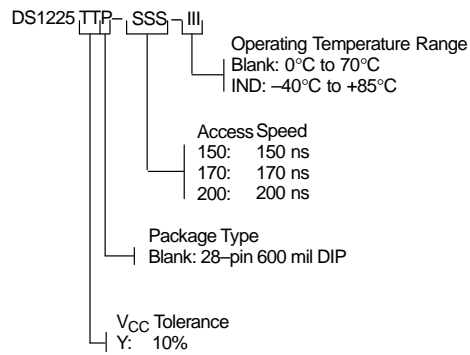 DS1225 TTP– SSS –III
Operating Temperature Range
Blank: 0°C to 70°C
IND: –40°C to +85°C
Access Speed
150: 150 ns
170: 170 ns
200: 200 ns
Package Type
Blank: 28–pin 600 mil DIP
VCC Tolerance
Y: 10%